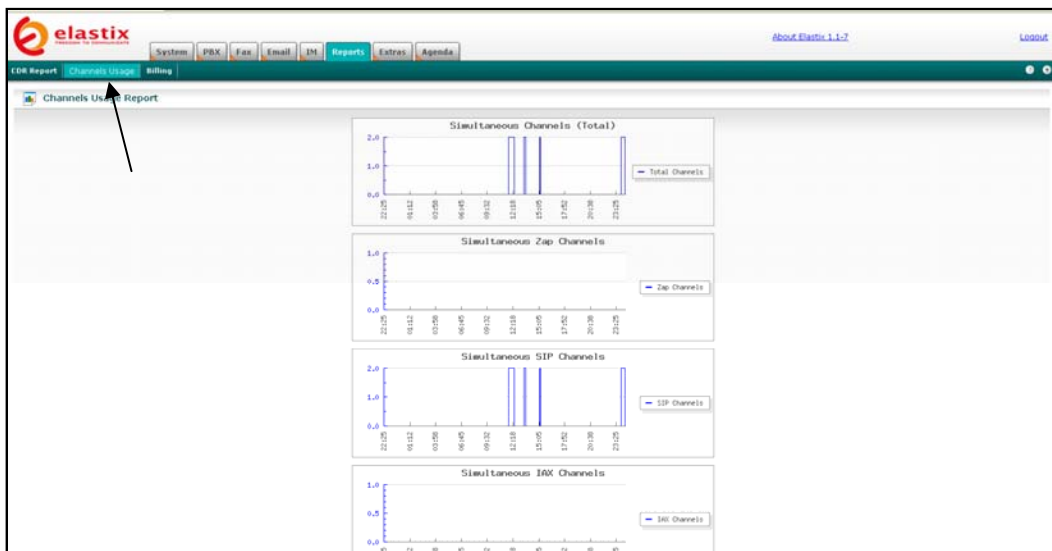 elastix
FREEDOM TO COMMUNICATE
System PBX Fax Email IM Reports Extras Agenda
About Elastix 1.1-7
Logout
CDR Report Channels Usage Billing
Channels Usage Report
Simultaneous Channels (Total)
2.0
1.0
0.0
Total Channels
22:25 01:12 03:58 06:45 09:32 12:18 15:05 17:52 20:38 23:25
Simultaneous Zap Channels
1.0
0.5
0.0
Zap Channels
22:25 01:12 03:58 06:45 09:32 12:18 15:05 17:52 20:38 23:25
Simultaneous SIP Channels
2.0
1.0
0.0
SIP Channels
22:25 01:12 03:58 06:45 09:32 12:18 15:05 17:52 20:38 23:25
Simultaneous IAX Channels
1.0
0.5
0.0
IAX Channels